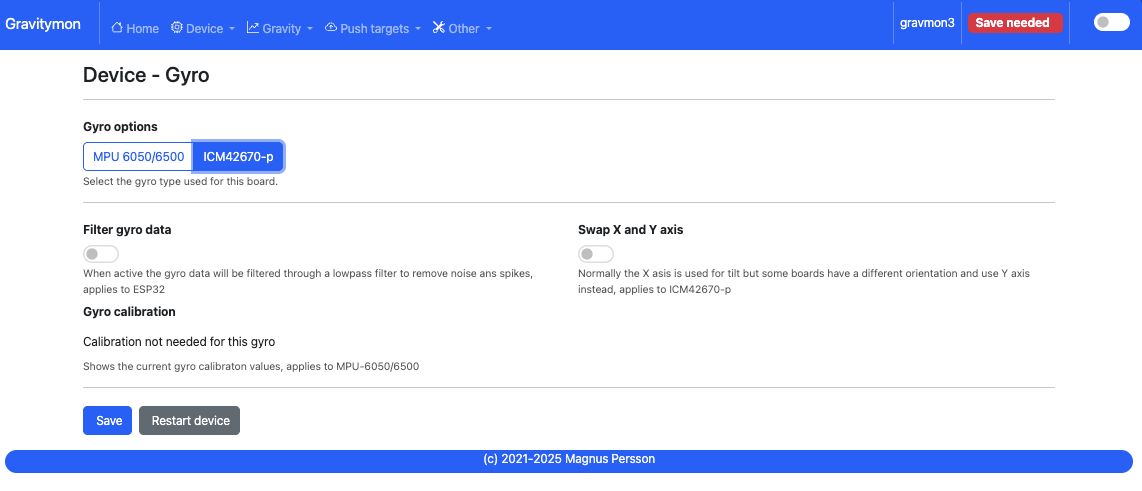 Gravitymon Home Device Gravity Push targets Other gravmon3 Save needed
Device - Gyro
Gyro options
MPU 6050/6500 ICM42670-p
Select the gyro type used for this board.
Filter gyro data
When active the gyro data will be filtered through a lowpass filter to remove noise ans spikes,
applies to ESP32
Swap X and Y axis
Normally the X asis is used for tilt but some boards have a different orientation and use Y axis
instead, applies to ICM42670-p
Gyro calibration
Calibration not needed for this gyro
Shows the current gyro calibraton values, applies to MPU-6050/6500
Save Restart device
(c) 2021-2025 Magnus Persson